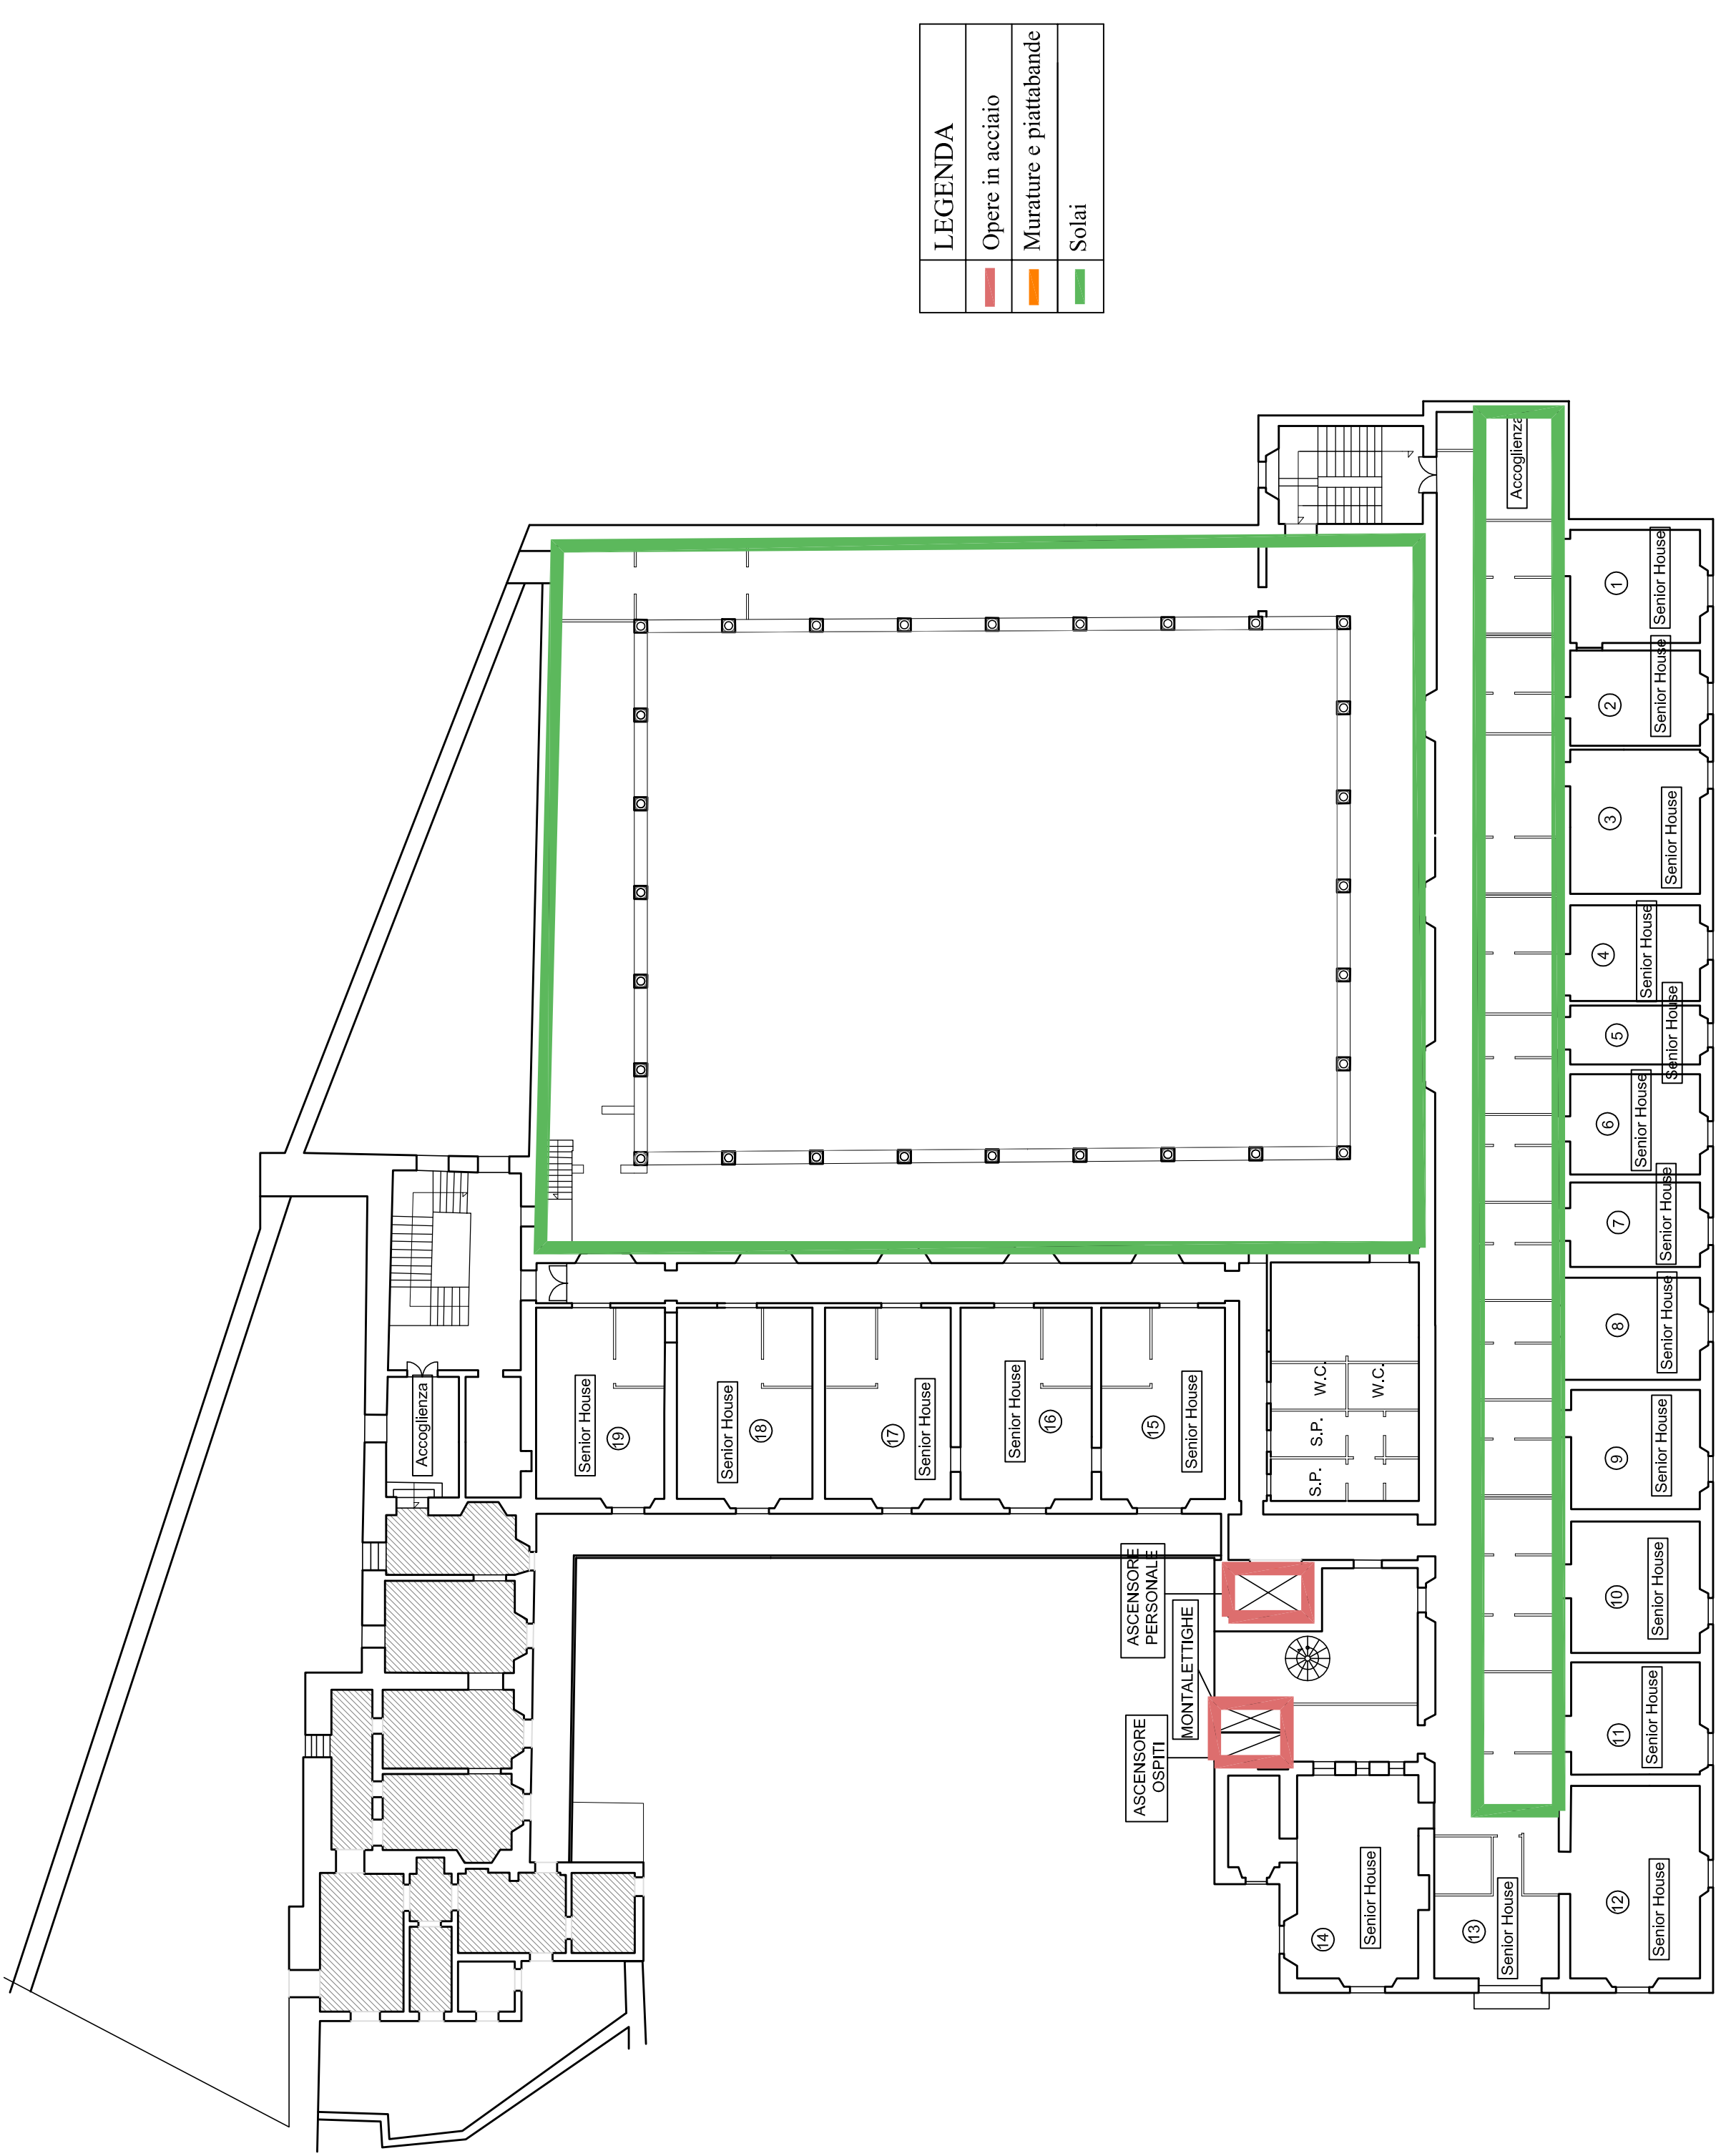 LEGENDA
Opere in acciaio
Murature e piattabande
Solai
Accoglienza
1
Senior House
2
Senior House
3
Senior House
4
Senior House
5
Senior House
6
Senior House
7
Senior House
8
Senior House
9
Senior House
10
Senior House
11
Senior House
12
Senior House
13
Senior House
14
Senior House
15
Senior House
16
Senior House
17
Senior House
18
Senior House
19
Senior House
Accoglienza
W.C.
W.C.
S.P.
S.P.
ASCENSORE
PERSONALE
MONTALETTIGHE
ASCENSORE
OSPITI